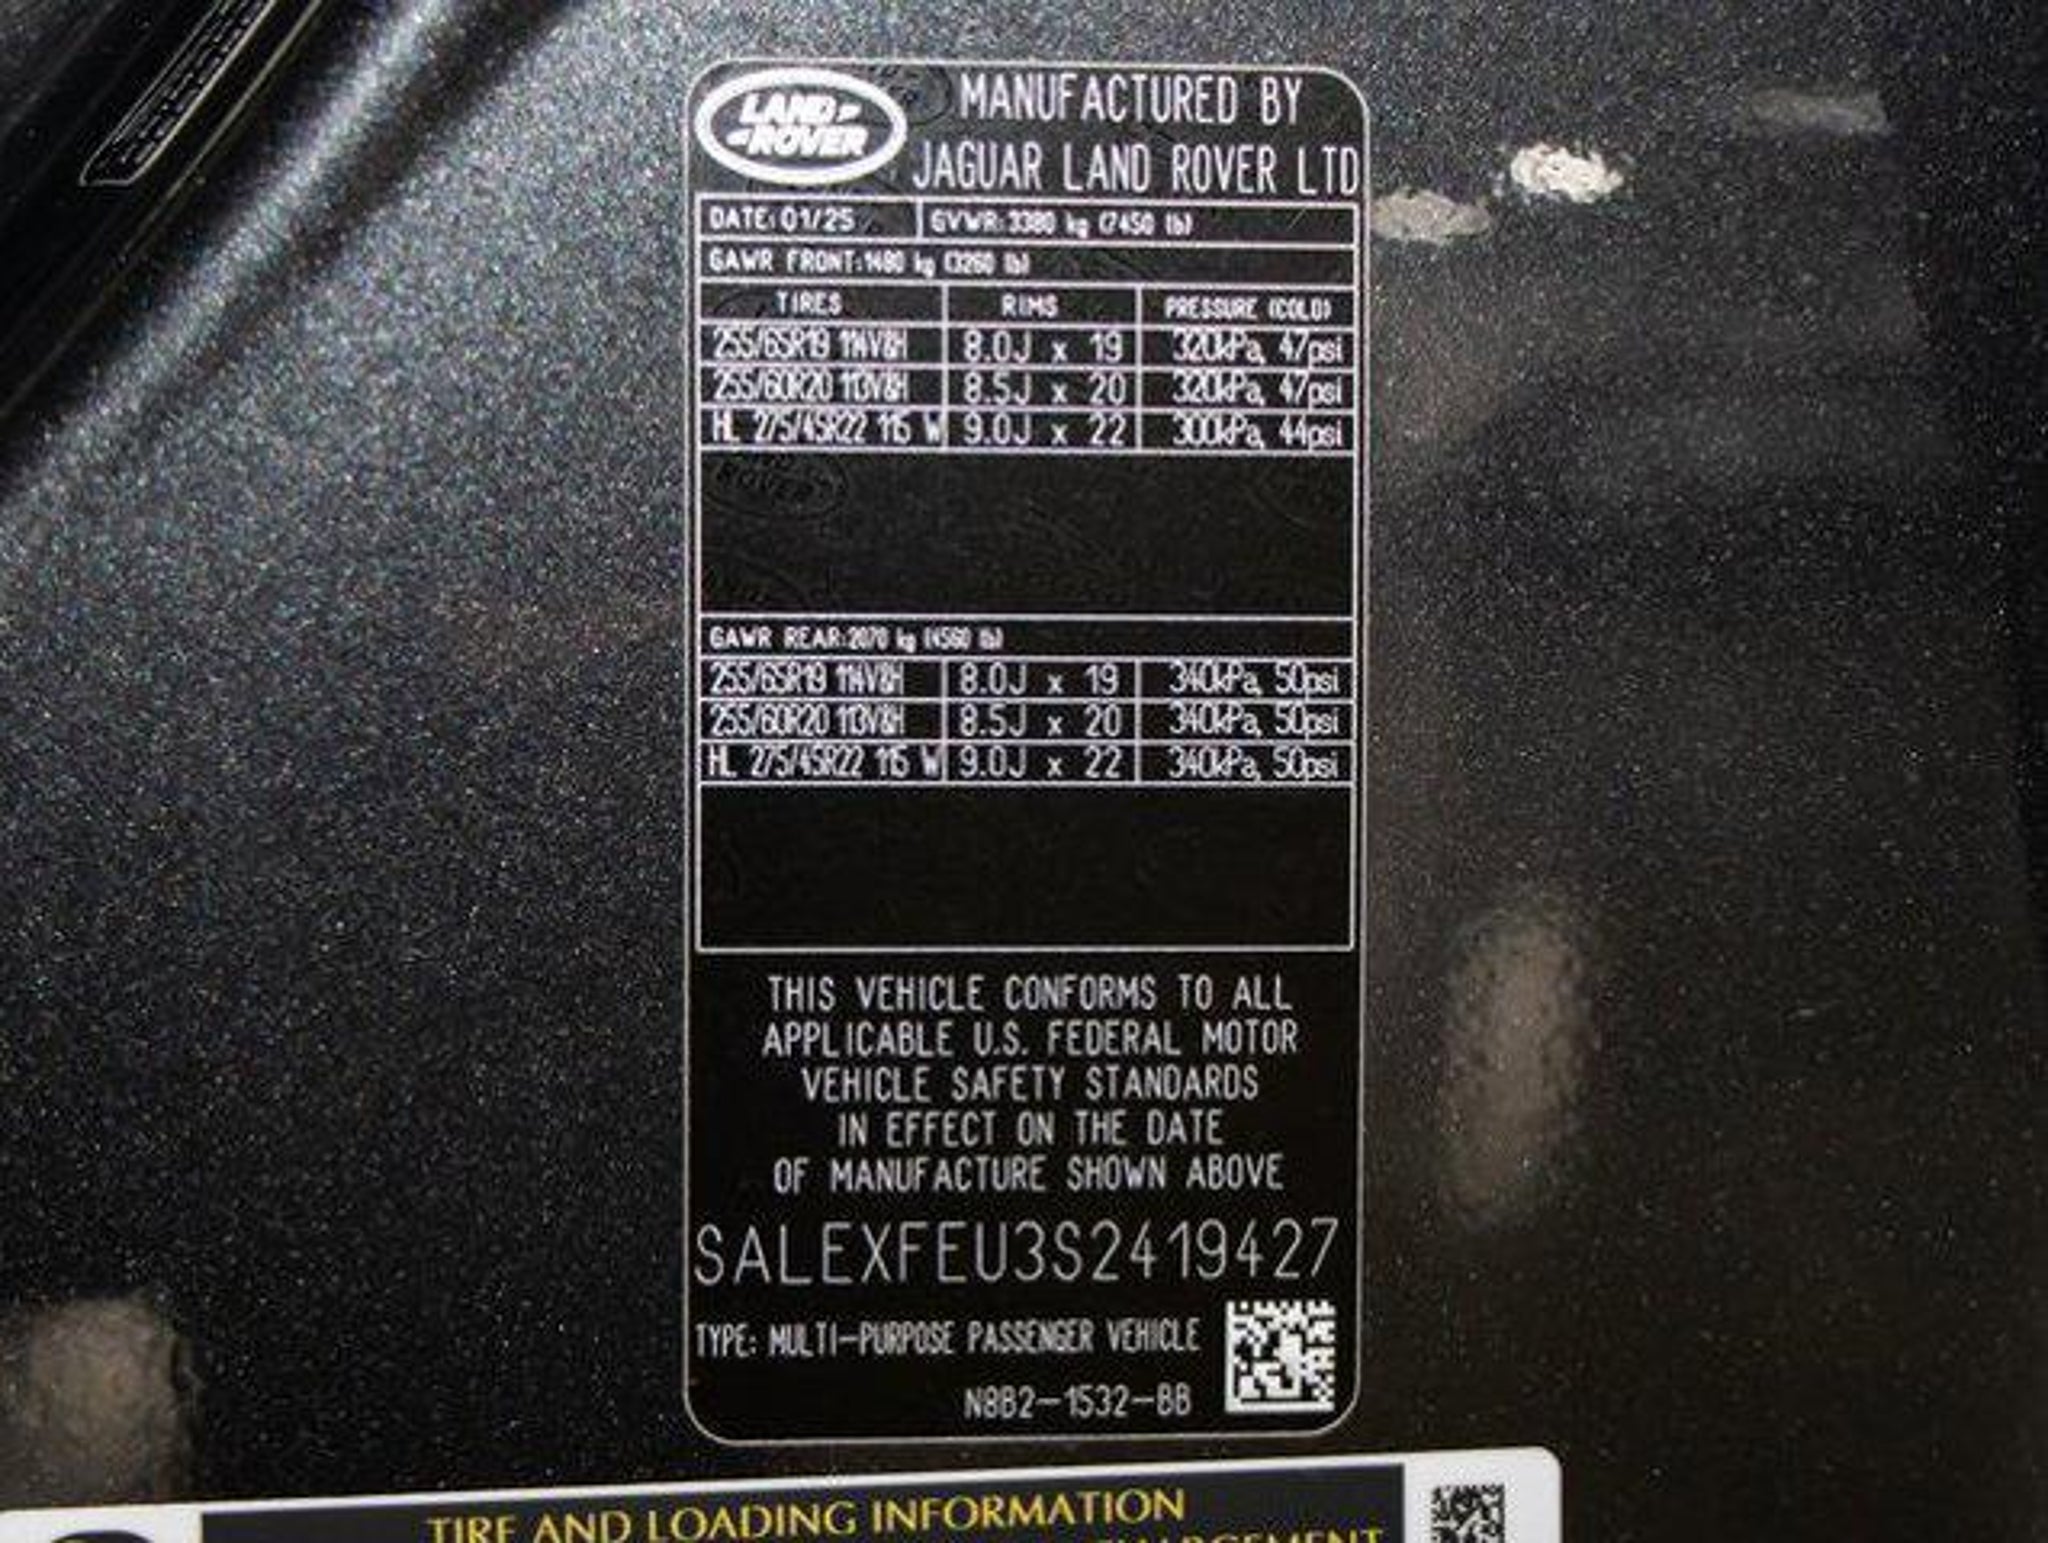 LAND ROVER
MANUFACTURED BY
JAGUAR LAND ROVER LTD
DATE: 01/25 GVWR: 3380 kg (7450 lb)
GAWR FRONT: 1480 kg (3260 lb)
TIRES RIMS PRESSURE (COLD)
255/65R19 114V&H 8.0J x 19 320kPa, 47psi
255/60R20 113V&H 8.5J x 20 320kPa, 47psi
HL 275/45R22 115 W 9.0J x 22 300kPa, 44psi
GAWR REAR: 2070 kg (4560 lb)
255/65R19 114V&H 8.0J x 19 340kPa, 50psi
255/60R20 113V&H 8.5J x 20 340kPa, 50psi
HL 275/45R22 115 W 9.0J x 22 340kPa, 50psi
THIS VEHICLE CONFORMS TO ALL
APPLICABLE U.S. FEDERAL MOTOR
VEHICLE SAFETY STANDARDS
IN EFFECT ON THE DATE
OF MANUFACTURE SHOWN ABOVE
SALEXFEU3S2419427
TYPE: MULTI-PURPOSE PASSENGER VEHICLE
N8B2-1532-BB
TIRE AND LOADING INFORMATION